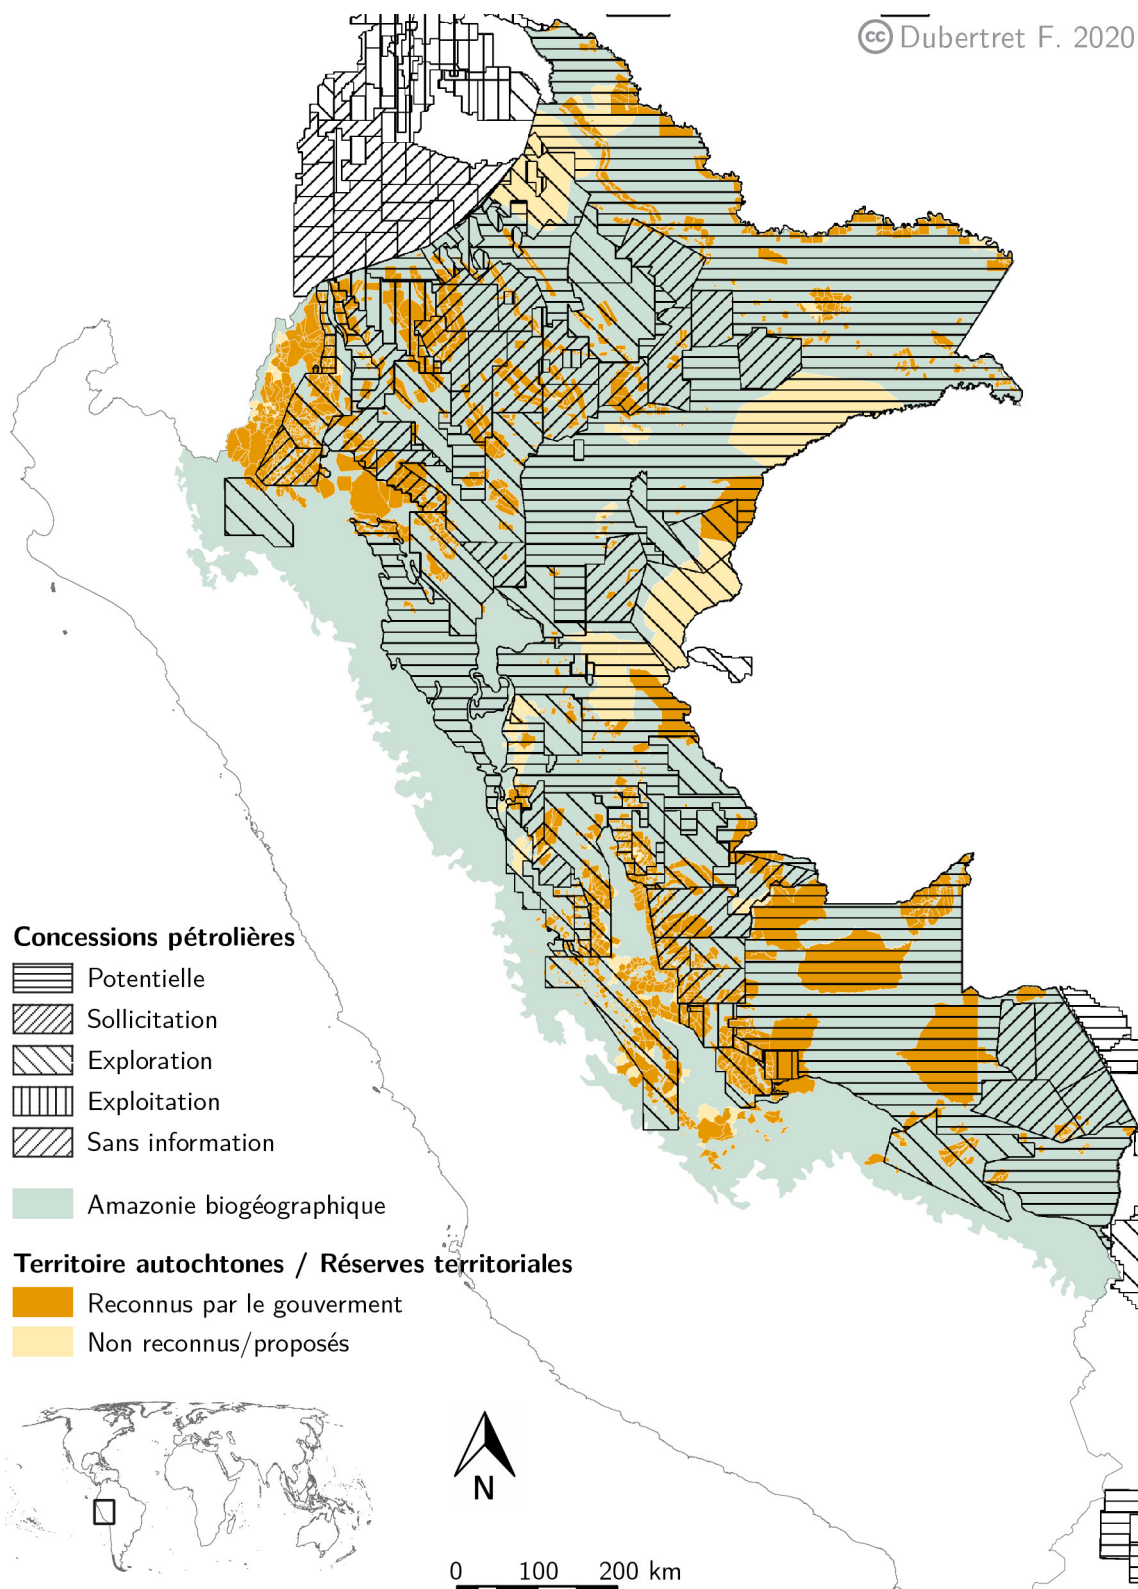 cc Dubertret F. 2020
Concessions pétrolières
Potentielle
Sollicitation
Exploration
Exploitation
Sans information
Amazonie biogéographique
Territoire autochtones / Réserves territoriales
Reconnus par le gouverment
Non reconnus/proposés
N
0 100 200 km